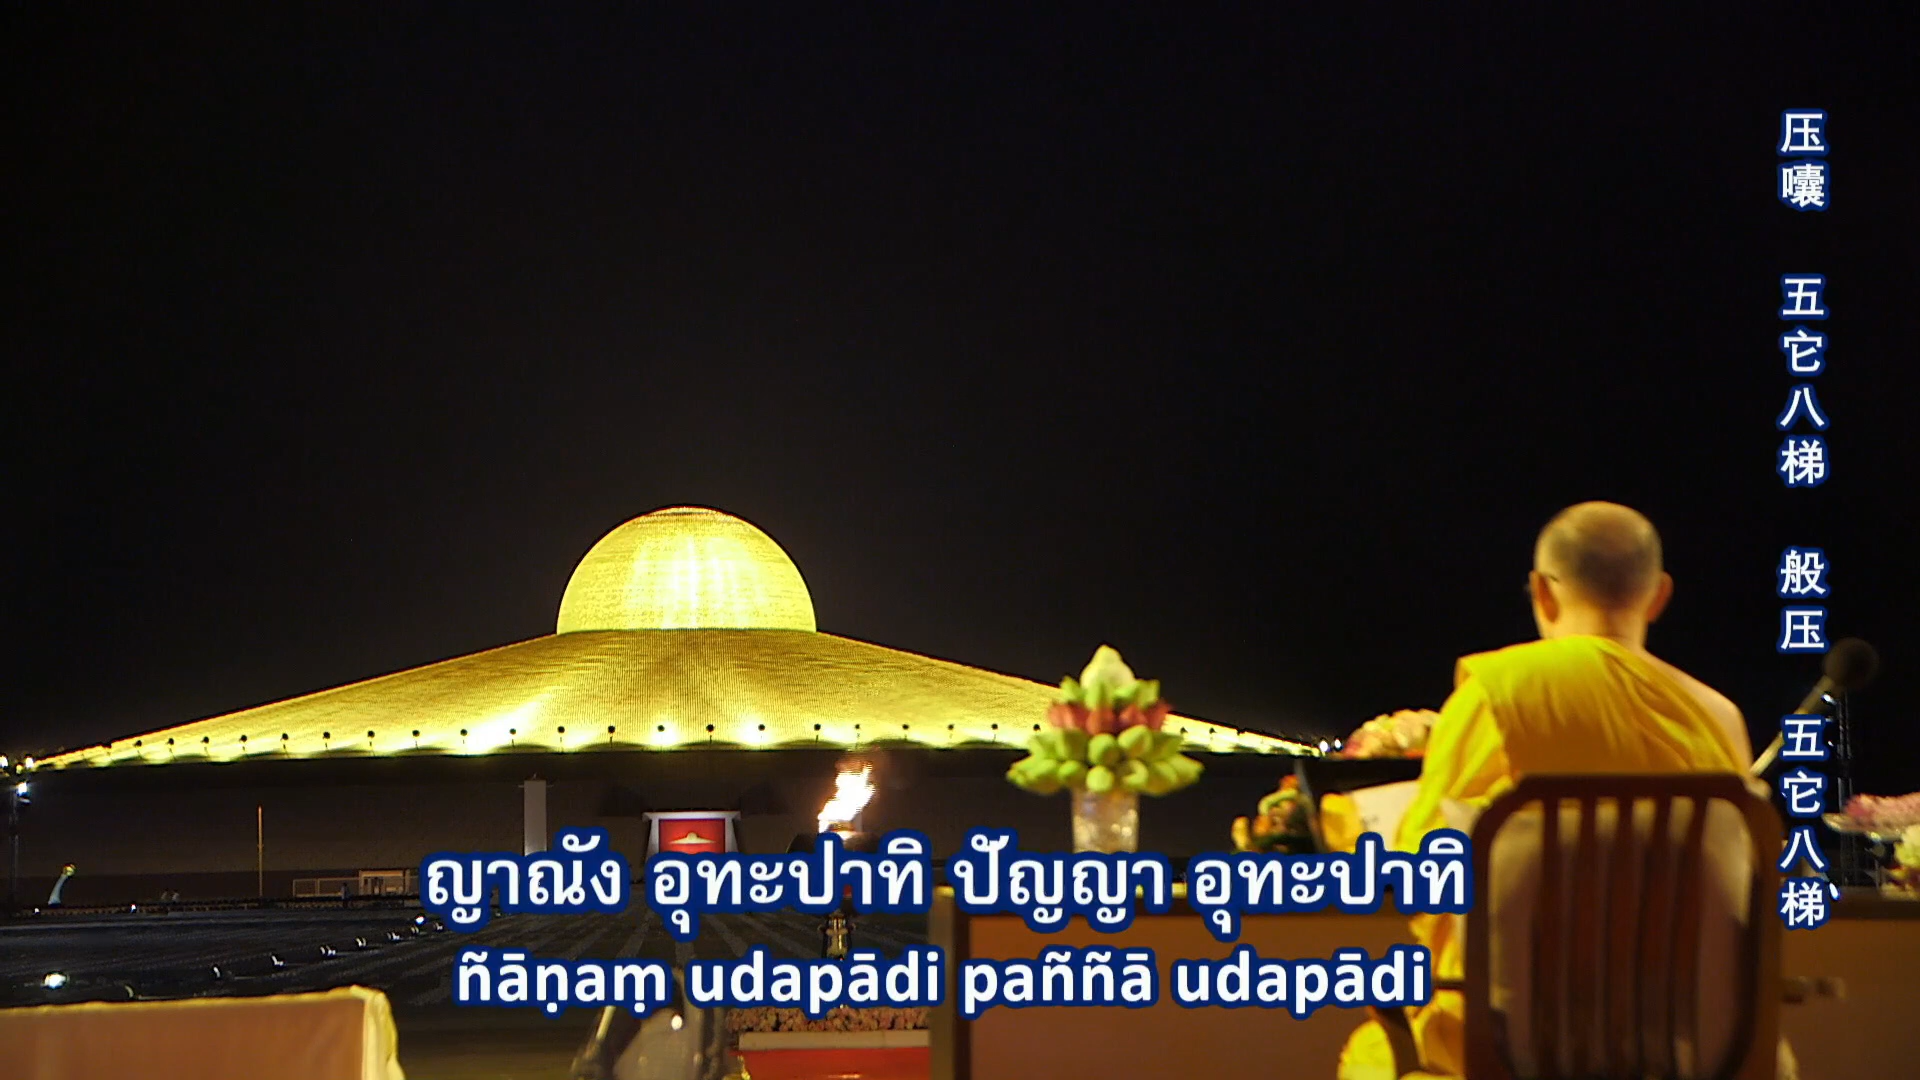 压嚷 五它八梯 般压 五它八梯
ญาณัง อุทะปาทิ ปัญญา อุทะปาทิ
ñāṇaṃ udapādi paññā udapādi